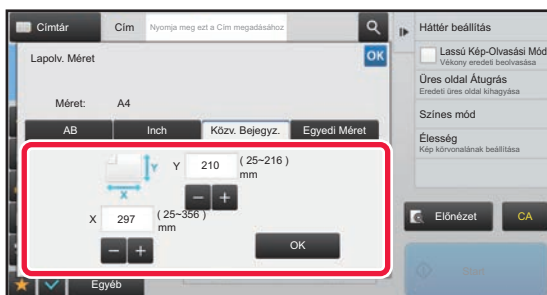 Címtár
Cím
Nyomja meg ezt a Cím megadásához
Lapolv. Méret
OK
Méret: A4
AB
Inch
Közv. Bejegyz.
Egyedi Méret
Y
Y 210 ( 25~216 )
mm
X
X 297 ( 25~356 )
mm
OK
Egyéb
Háttér beállítás
Lassú Kép-Olvasási Mód
Vékony eredeti beolvasása
Üres oldal Átugrás
Eredeti üres oldal kihagyása
Színes mód
Élesség
Kép körvonalának beállítása
Előnézet
CA
Start